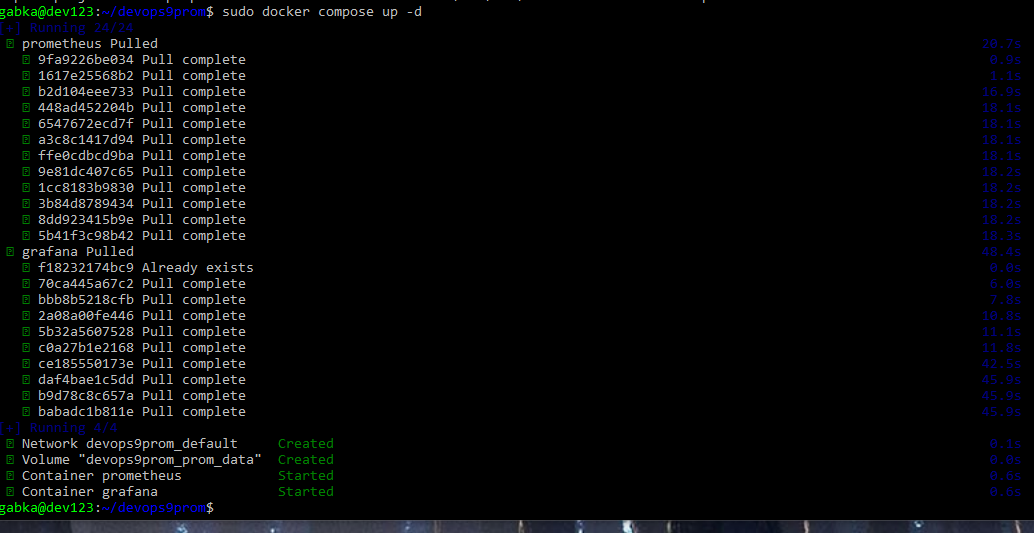 gabka@dev123:~/devops9prom$ sudo docker compose up -d
[+] Running 24/24
prometheus Pulled 20.7s
9fa9226be034 Pull complete 0.9s
1617e25568b2 Pull complete 1.1s
b2d104eee733 Pull complete 16.9s
448ad452204b Pull complete 18.1s
6547672ecd7f Pull complete 18.1s
a3c8c1417d94 Pull complete 18.1s
ffe0cdbcd9ba Pull complete 18.1s
9e81dc407c65 Pull complete 18.2s
1cc8183b9830 Pull complete 18.2s
3b84d8789434 Pull complete 18.2s
8dd923415b9e Pull complete 18.2s
5b41f3c98b42 Pull complete 18.3s
grafana Pulled 48.4s
f18232174bc9 Already exists 0.0s
70ca445a67c2 Pull complete 6.0s
bbb8b5218cfb Pull complete 7.8s
2a08a00fe446 Pull complete 10.8s
5b32a5607528 Pull complete 11.1s
c0a27b1e2168 Pull complete 11.8s
ce185550173e Pull complete 42.5s
daf4bae1c5dd Pull complete 45.9s
b9d78c8c657a Pull complete 45.9s
babadc1b811e Pull complete 45.9s
[+] Running 4/4
Network devops9prom_default Created 0.1s
Volume "devops9prom_prom_data" Created 0.0s
Container prometheus Started 0.6s
Container grafana Started 0.6s
gabka@dev123:~/devops9prom$